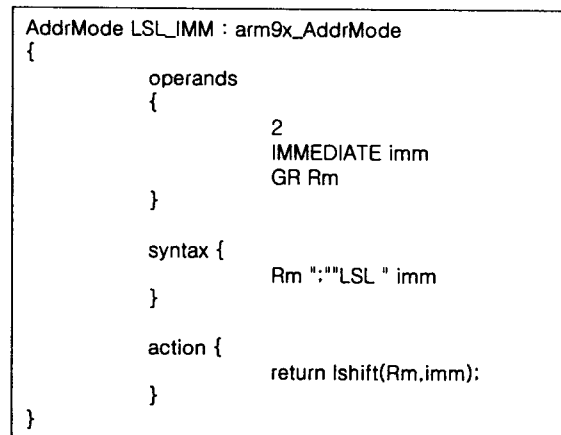 AddrMode LSL_IMM : arm9x_AddrMode
{
operands
{
2
IMMEDIATE imm
GR Rm
}
syntax {
Rm ";""LSL " imm
}
action {
return lshift(Rm,imm);
}
}